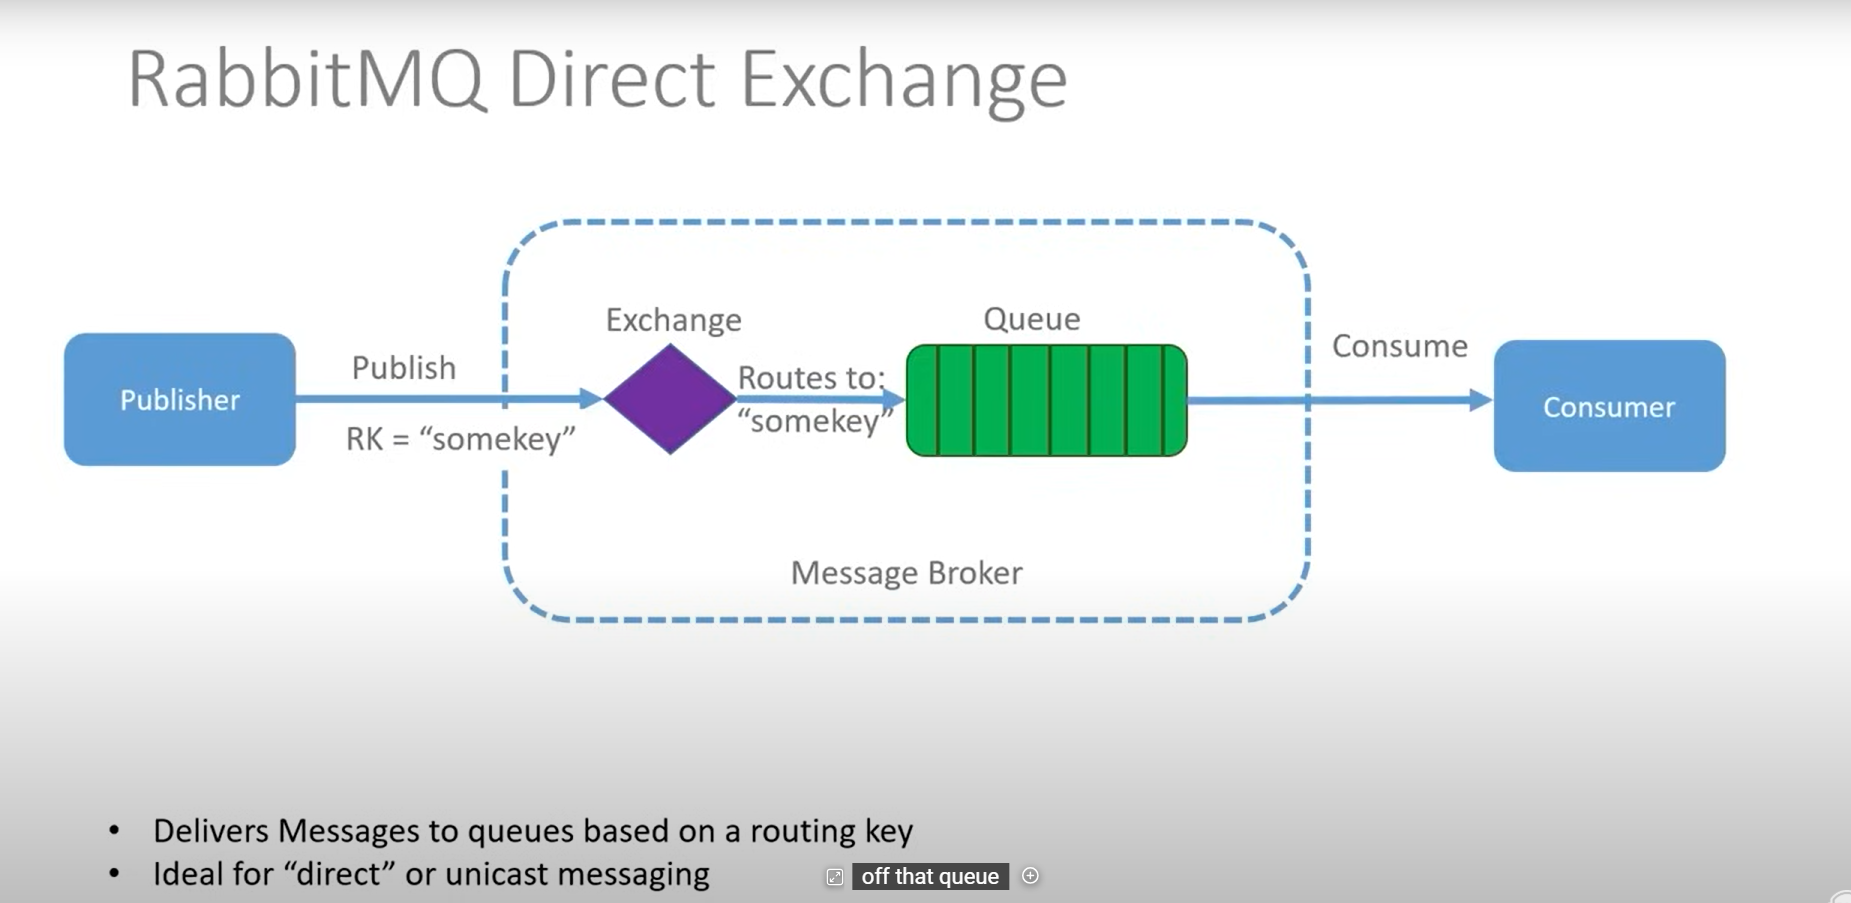 RabbitMQ Direct Exchange
Exchange
Queue
Publish
Routes to:
Consume
Publisher
RK = “somekey”
“somekey”
Consumer
Message Broker
• Delivers Messages to queues based on a routing key
• Ideal for “direct” or unicast messaging
off that queue